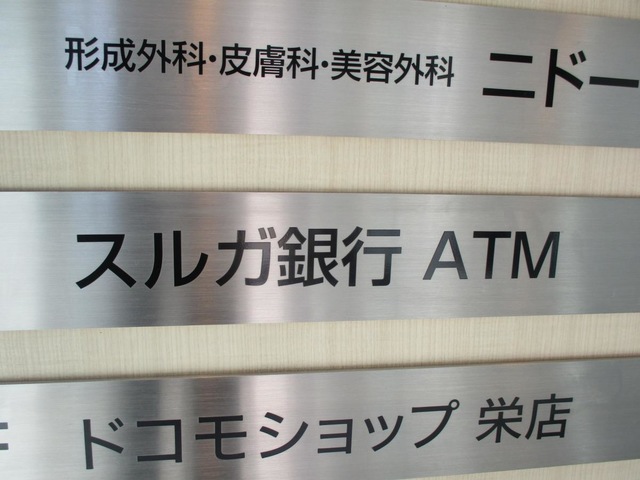 形成外科・皮膚科・美容外科 ニドー
スルガ銀行 ATM
ドコモショップ 栄店